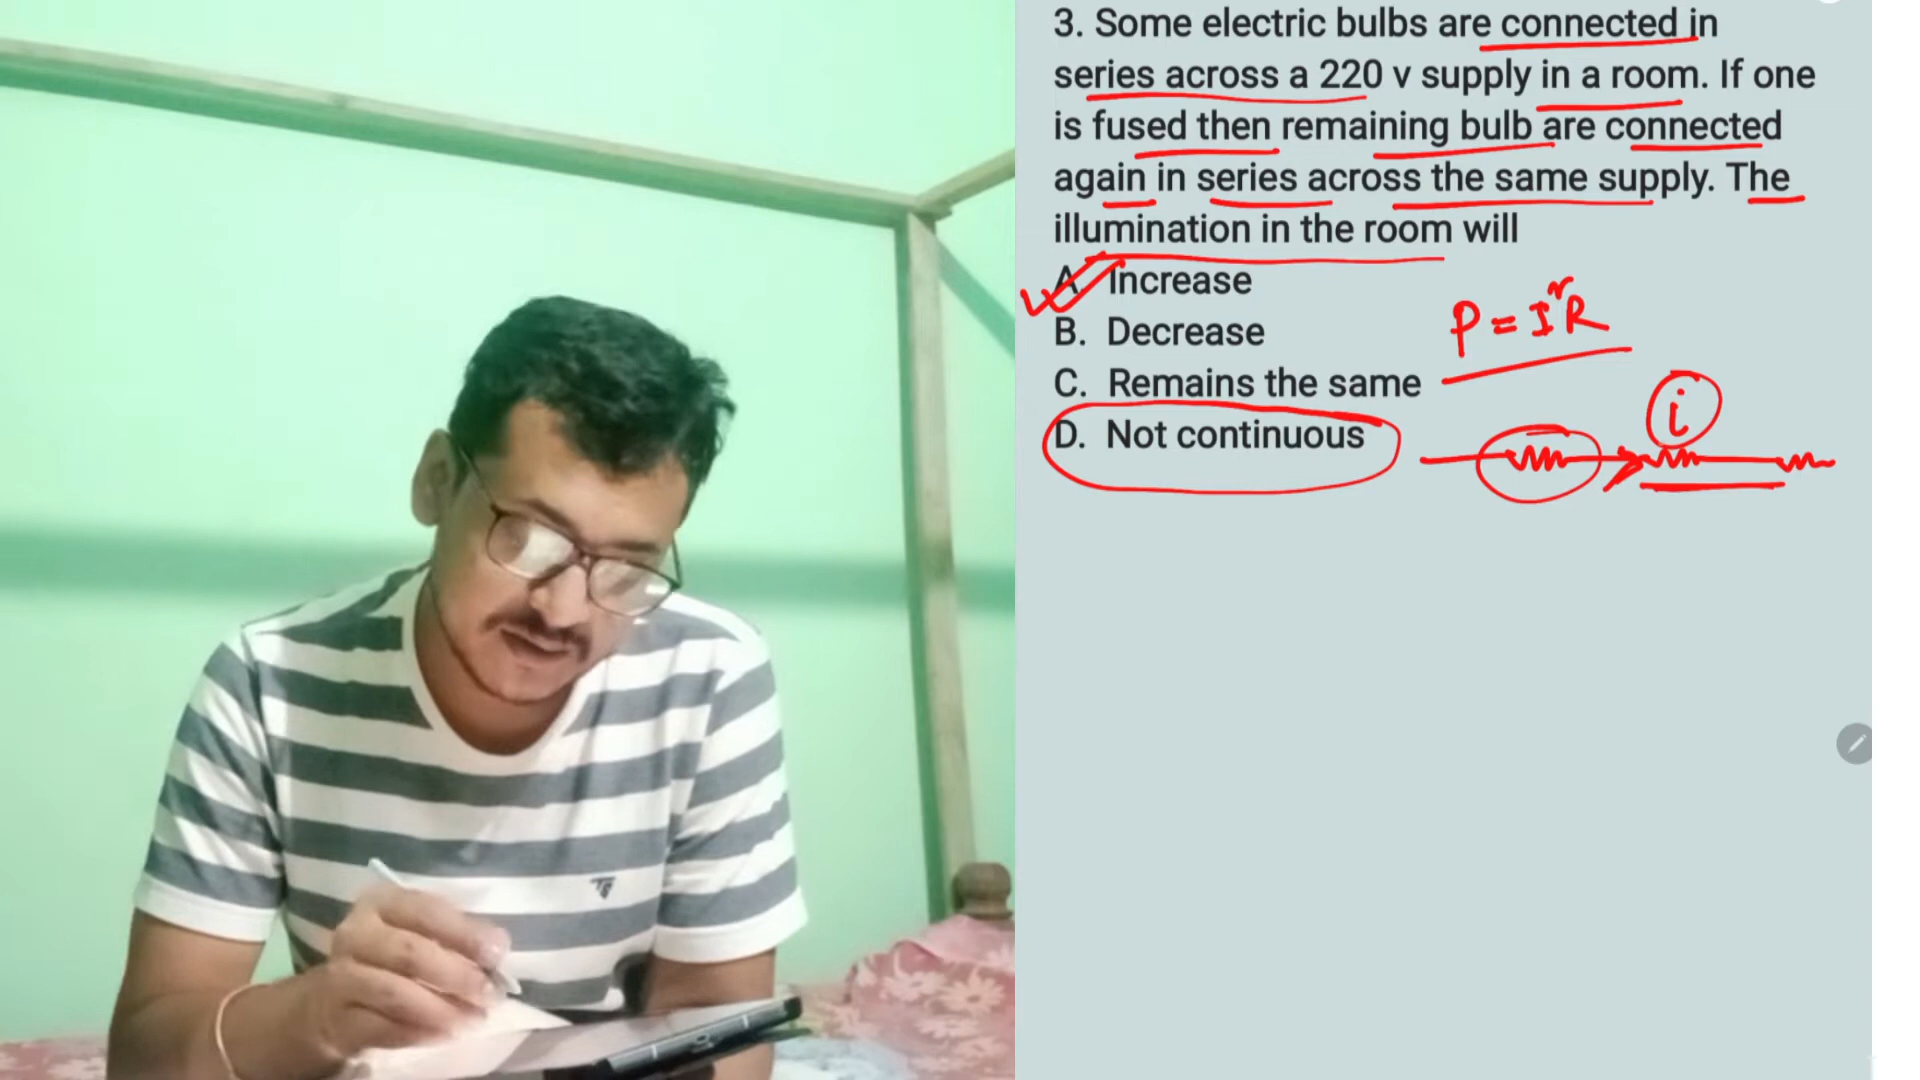 3. Some electric bulbs are connected in
series across a 220 v supply in a room. If one
is fused then remaining bulb are connected
again in series across the same supply. The
illumination in the room will
A. Increase
B. Decrease
C. Remains the same
D. Not continuous
P = I²R
i